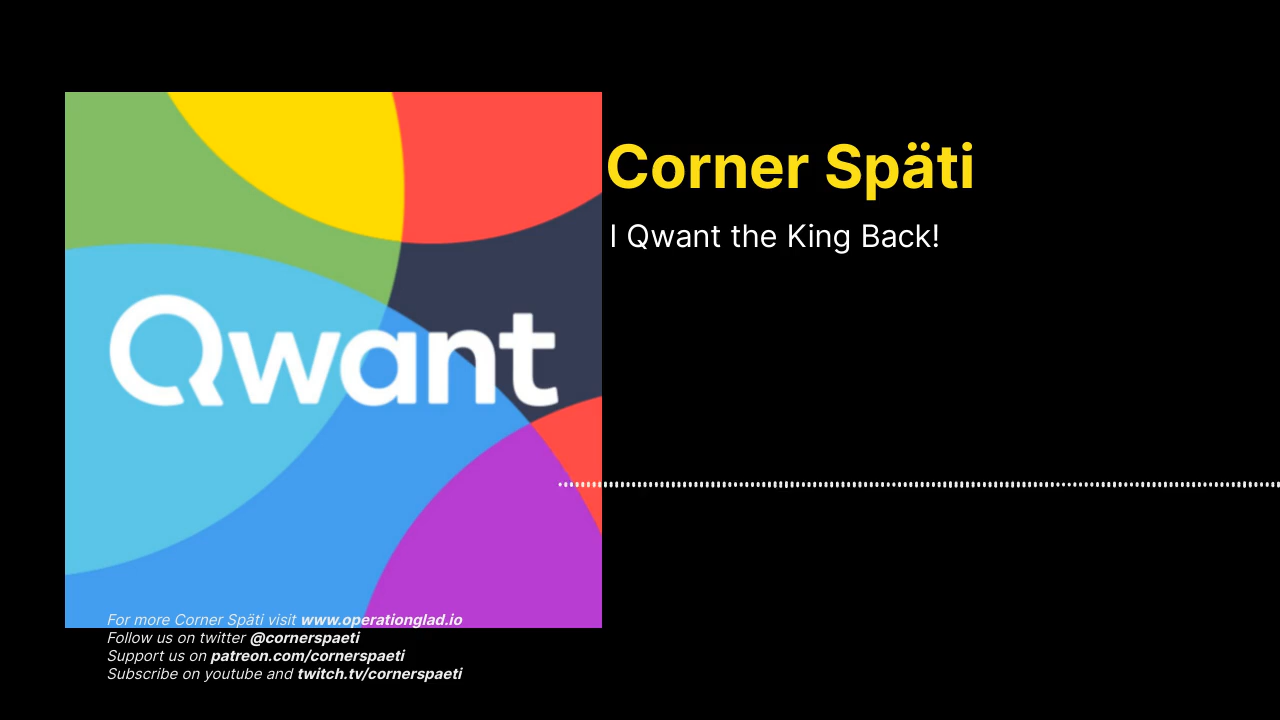 Corner Späti
I Qwant the King Back!
Qwant
For more Corner Späti visit www.operationglad.io
Follow us on twitter @cornerspaeti
Support us on patreon.com/cornerspaeti
Subscribe on youtube and twitch.tv/cornerspaeti